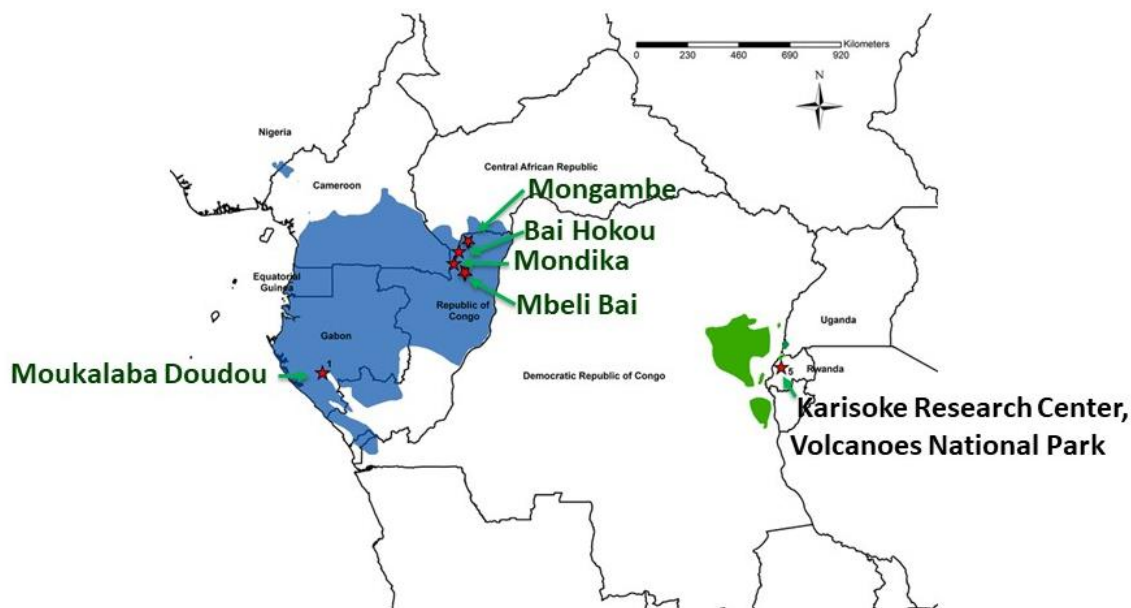 Kilometers
0 230 460 690 920
N
Nigeria
Cameroon
Central African Republic
Mongambe
Bai Hokou
Mondika
Mbeli Bai
Equatorial
Guinea
Republic of
Congo
Gabon
1
Moukalaba Doudou
Democratic Republic of Congo
Uganda
5
Rwanda
Karisoke Research Center,
Volcanoes National Park